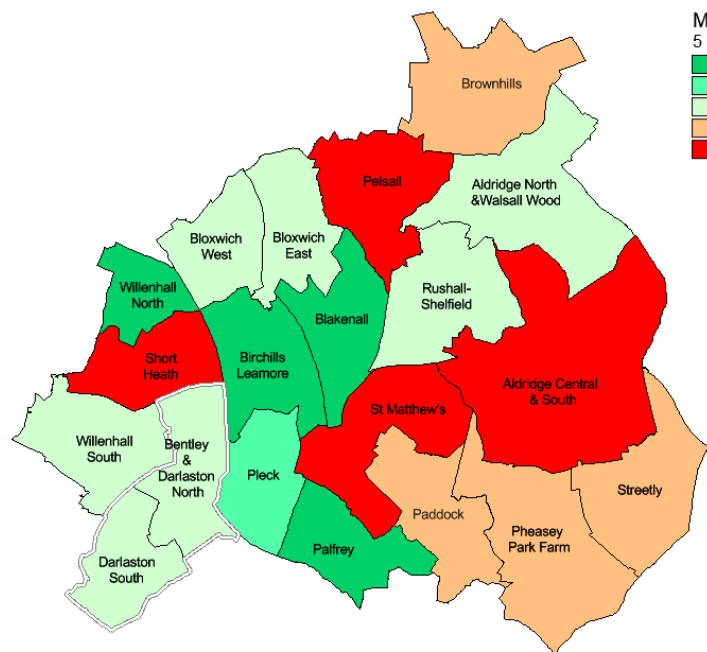 M
5
Brownhills
Pelsall
Aldridge North
&Walsall Wood
Bloxwich
West
Bloxwich
East
Willenhall
North
Blakenall
Rushall-
Shelfield
Short
Heath
Birchills
Leamore
Aldridge Central
& South
St Matthew's
Willenhall
South
Bentley
&
Darlaston
North
Pleck
Streetly
Paddock
Pheasey
Park Farm
Palfrey
Darlaston
South